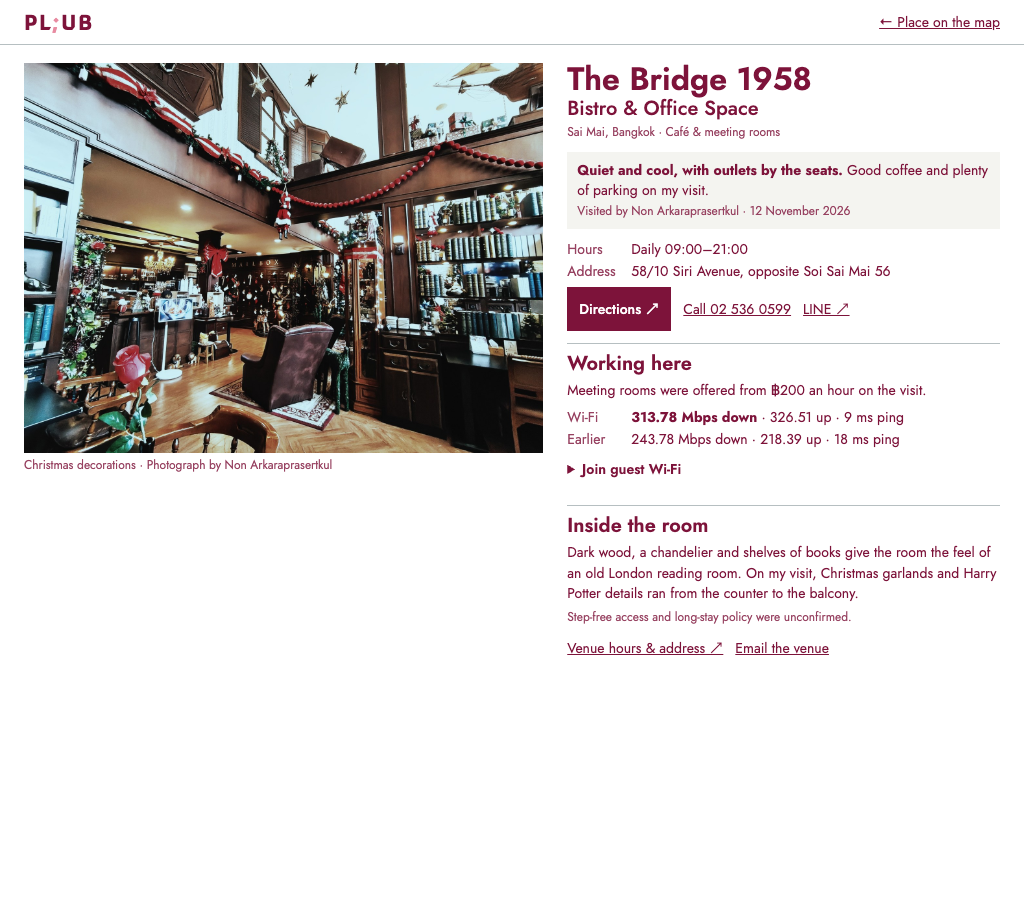 PL;UB
← Place on the map
MAILBOX
Christmas decorations · Photograph by Non Arkaraprasertkul
The Bridge 1958
Bistro & Office Space
Sai Mai, Bangkok · Café & meeting rooms
Quiet and cool, with outlets by the seats. Good coffee and plenty
of parking on my visit.
Visited by Non Arkaraprasertkul · 12 November 2026
Hours Daily 09:00–21:00
Address 58/10 Siri Avenue, opposite Soi Sai Mai 56
Directions ↗ Call 02 536 0599 LINE ↗
Working here
Meeting rooms were offered from ฿200 an hour on the visit.
Wi-Fi 313.78 Mbps down · 326.51 up · 9 ms ping
Earlier 243.78 Mbps down · 218.39 up · 18 ms ping
▶ Join guest Wi-Fi
Inside the room
Dark wood, a chandelier and shelves of books give the room the feel of
an old London reading room. On my visit, Christmas garlands and Harry
Potter details ran from the counter to the balcony.
Step-free access and long-stay policy were unconfirmed.
Venue hours & address ↗ Email the venue